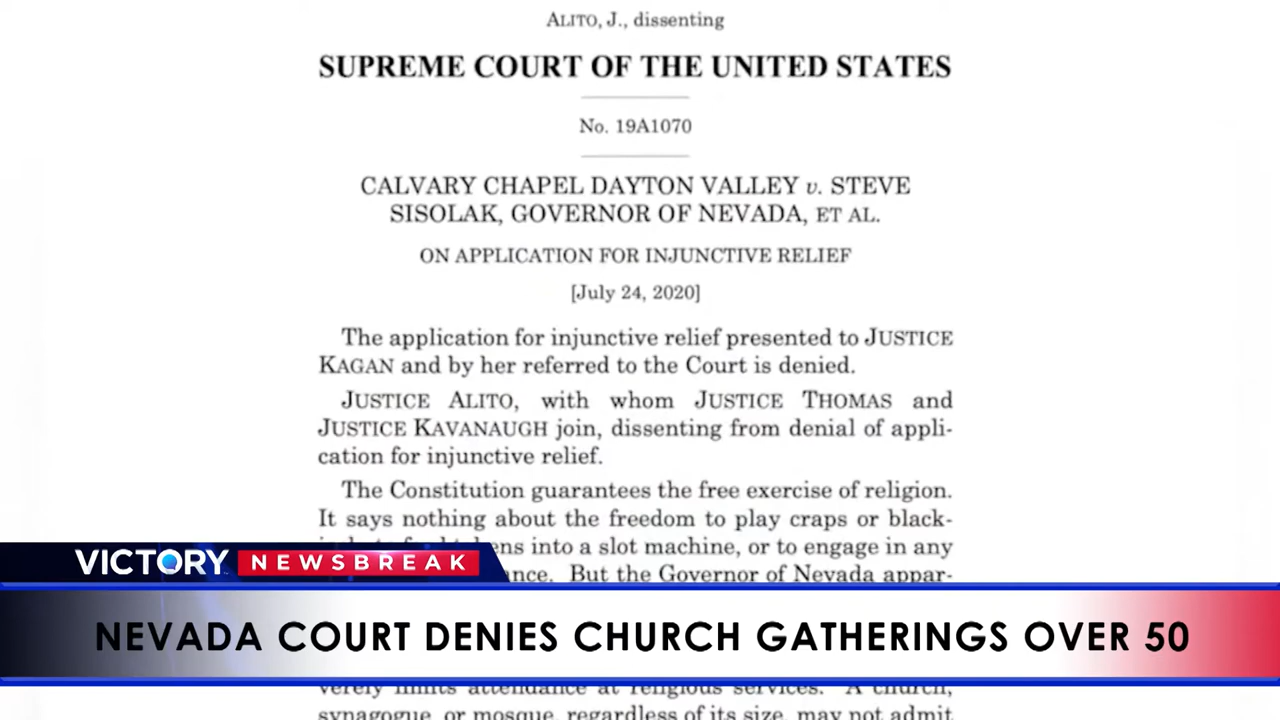 ALITO, J., dissenting
SUPREME COURT OF THE UNITED STATES
No. 19A1070
CALVARY CHAPEL DAYTON VALLEY v. STEVE
SISOLAK, GOVERNOR OF NEVADA, ET AL.
ON APPLICATION FOR INJUNCTIVE RELIEF
[July 24, 2020]
The application for injunctive relief presented to JUSTICE
KAGAN and by her referred to the Court is denied.
JUSTICE ALITO, with whom JUSTICE THOMAS and
JUSTICE KAVANAUGH join, dissenting from denial of appli-
cation for injunctive relief.
The Constitution guarantees the free exercise of religion.
It says nothing about the freedom to play craps or black-
into a slot machine, or to engage in any
But the Governor of Nevada appar-
VICTORY NEWSBREAK
NEVADA COURT DENIES CHURCH GATHERINGS OVER 50
verely limits attendance at religious services. A church,
synagogue, or mosque, regardless of its size, may not admit